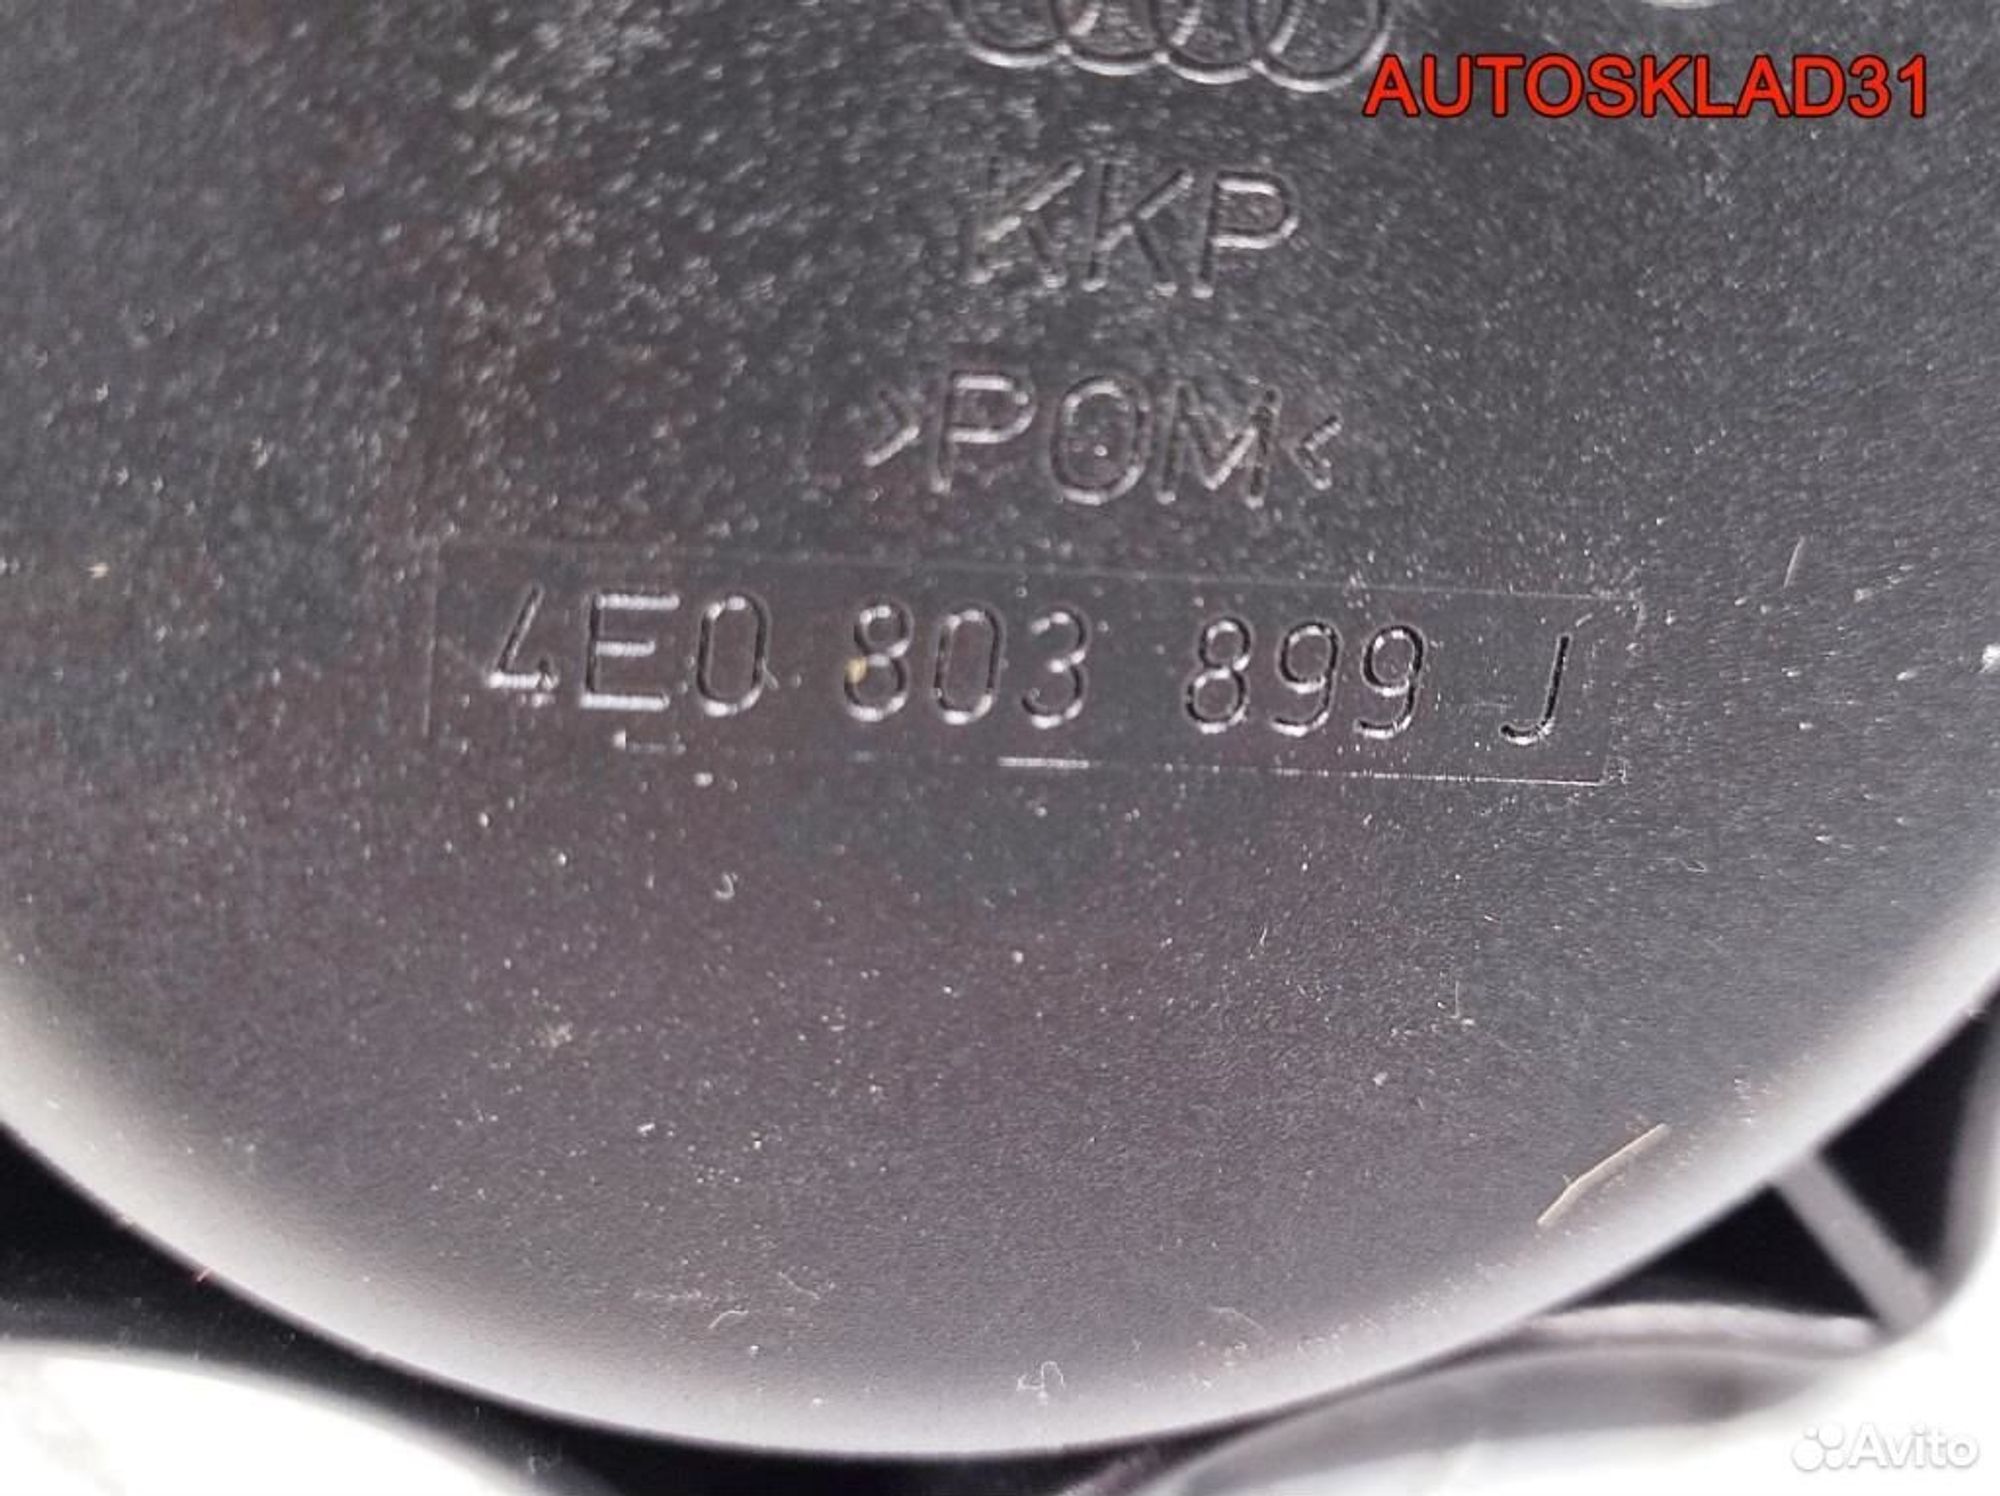 AUTOSKLAD31
KKP
>POM<
4E0 803 899 J
Avito